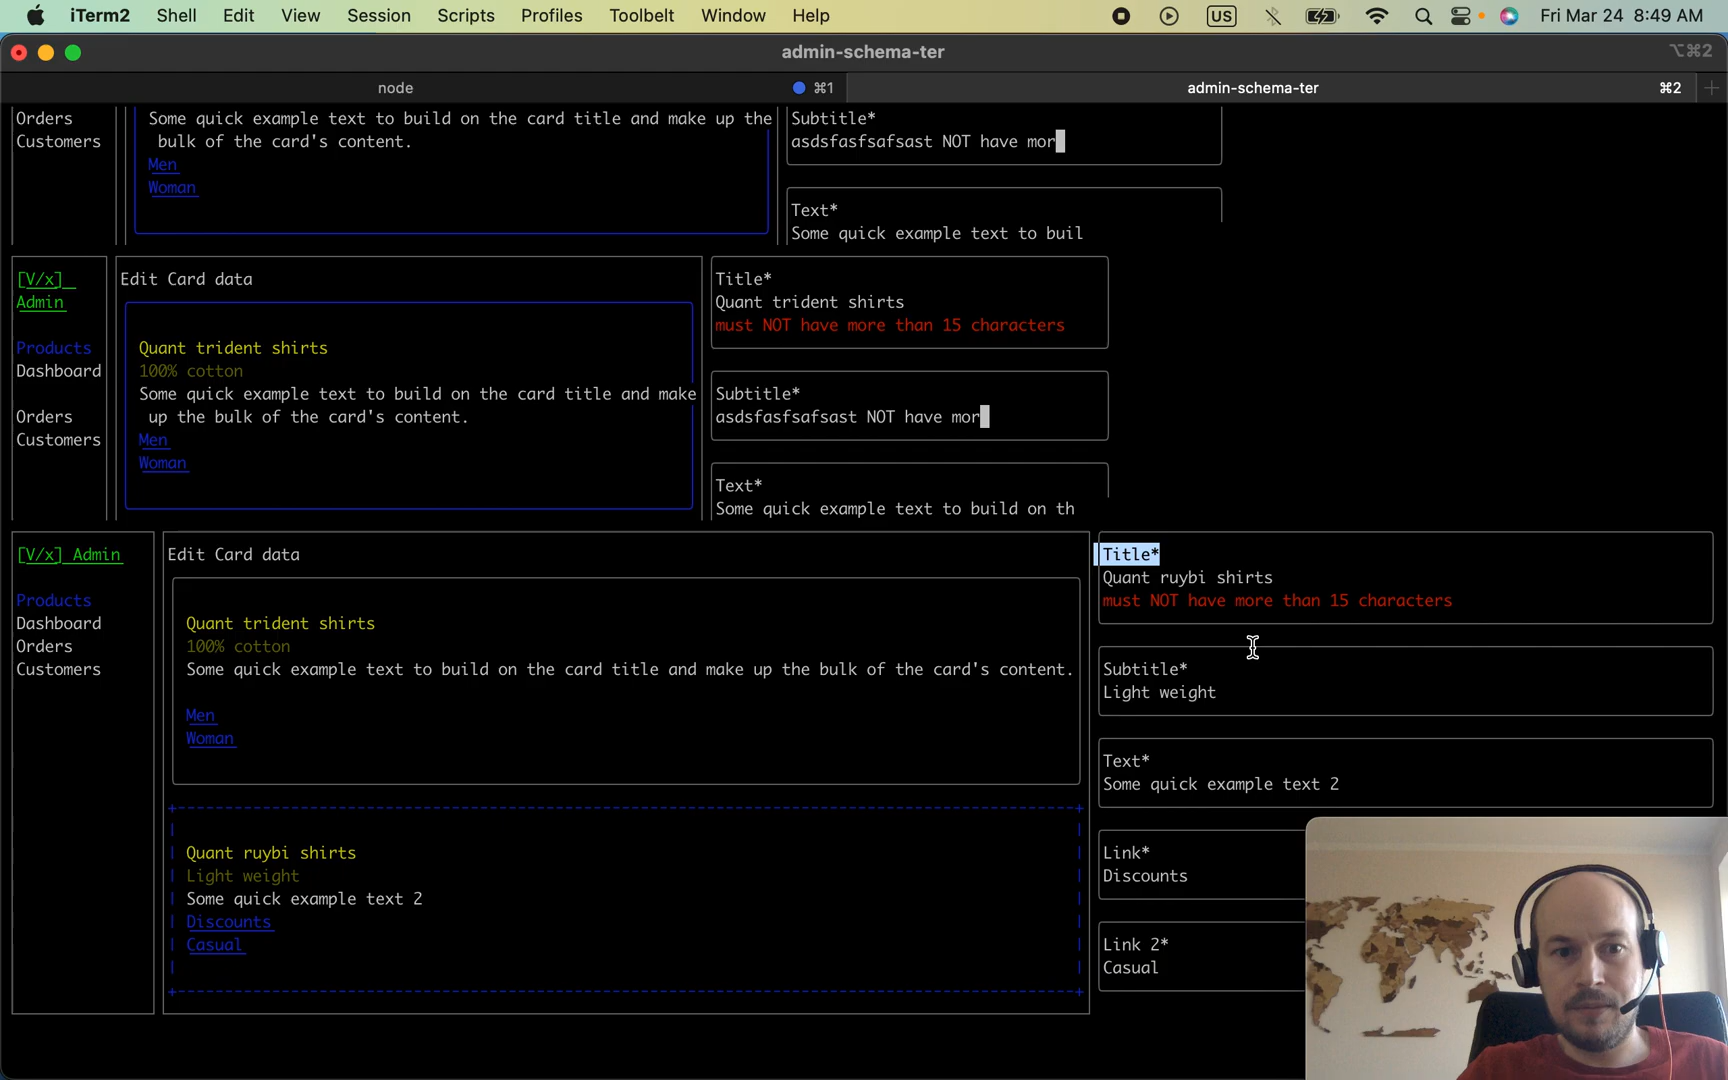 iTerm2 Shell Edit View Session Scripts Profiles Toolbelt Window Help US Fri Mar 24 8:49 AM
admin-schema-ter ⌥⌘2
node ⌘1 admin-schema-ter ⌘2 +
Orders
Customers
Some quick example text to build on the card title and make up the
bulk of the card's content.
Men
Woman
Subtitle*
asdsfasfsafsast NOT have mor
Text*
Some quick example text to buil
[V/x]
Admin
Products
Dashboard
Orders
Customers
Edit Card data
Quant trident shirts
100% cotton
Some quick example text to build on the card title and make
up the bulk of the card's content.
Men
Woman
Title*
Quant trident shirts
must NOT have more than 15 characters
Subtitle*
asdsfasfsafsast NOT have mor
Text*
Some quick example text to build on th
[V/x] Admin
Products
Dashboard
Orders
Customers
Edit Card data
Quant trident shirts
100% cotton
Some quick example text to build on the card title and make up the bulk of the card's content.
Men
Woman
Quant ruybi shirts
Light weight
Some quick example text 2
Discounts
Casual
Title*
Quant ruybi shirts
must NOT have more than 15 characters
Subtitle*
Light weight
Text*
Some quick example text 2
Link*
Discounts
Link 2*
Casual